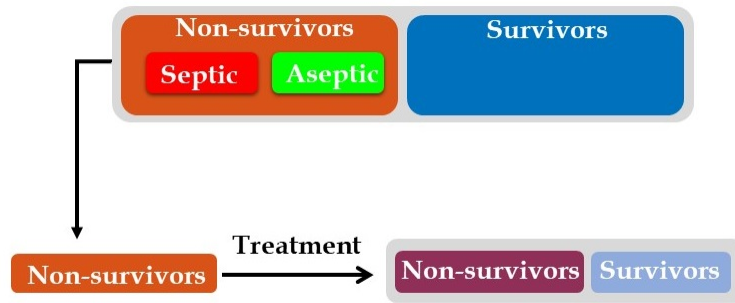 Non-survivors
Survivors
Septic
Aseptic
Treatment
Non-survivors
Non-survivors
Survivors